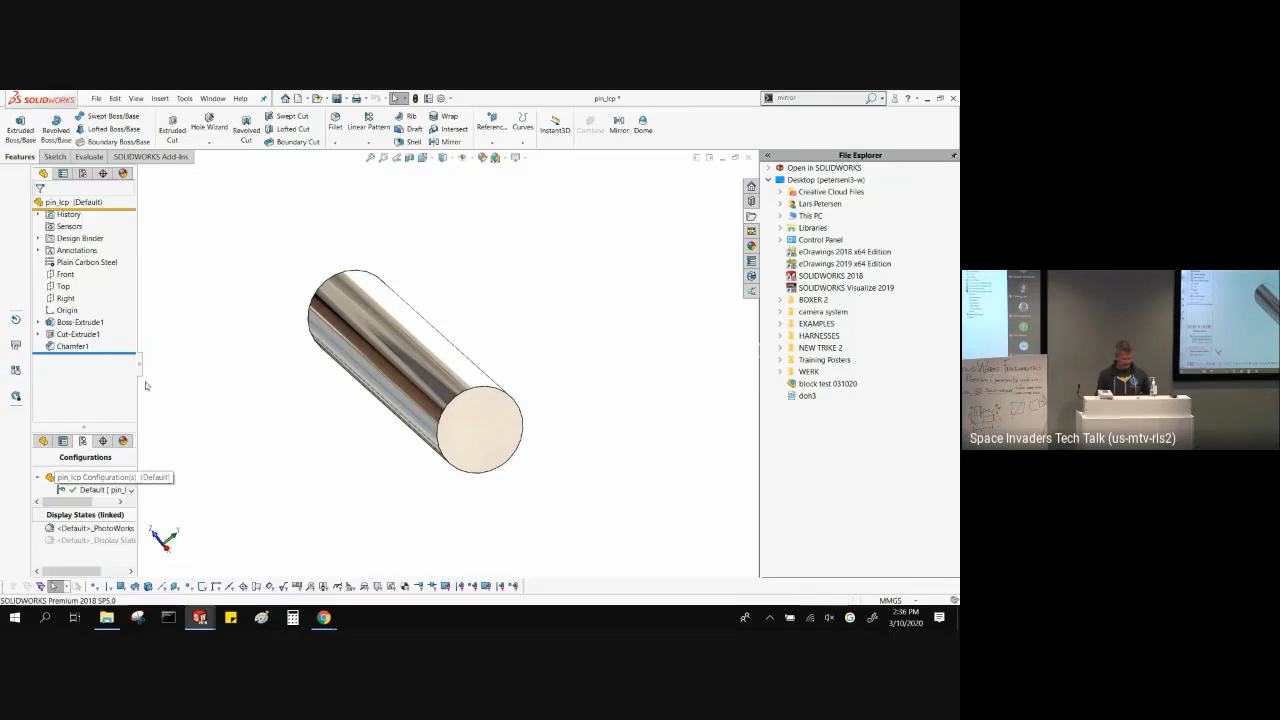 SOLIDWORKS File Edit View Insert Tools Window Help pin_lcp * mirror
Extruded Boss/Base Revolved Boss/Base Swept Boss/Base Lofted Boss/Base Boundary Boss/Base Extruded Cut Hole Wizard Revolved Cut Swept Cut Lofted Cut Boundary Cut Fillet Linear Pattern Rib Draft Shell Wrap Intersect Mirror Referenc... Curves Instant3D Combine Mirror Dome
Features Sketch Evaluate SOLIDWORKS Add-Ins
pin_lcp (Default)
History
Sensors
Design Binder
Annotations
Plain Carbon Steel
Front
Top
Right
Origin
Boss-Extrude1
Cut-Extrude1
Chamfer1
Configurations
pin_lcp Configuration(s) (Default)
Default [ pin_l
Display States (linked)
<Default>_PhotoWorks
<Default>_Display Stat
Z Y X
File Explorer
Open in SOLIDWORKS
Desktop (petersenl3-w)
Creative Cloud Files
Lars Petersen
This PC
Libraries
Control Panel
eDrawings 2018 x64 Edition
eDrawings 2019 x64 Edition
SOLIDWORKS 2018
SOLIDWORKS Visualize 2019
BOXER 2
camera system
EXAMPLES
HARNESSES
NEW TRIKE 2
Training Posters
WERK
block test 031020
doh3
SOLIDWORKS Premium 2018 SP5.0 MMGS
2:36 PM
3/10/2020
Space Invaders Tech Talk (us-mtv-rls2)